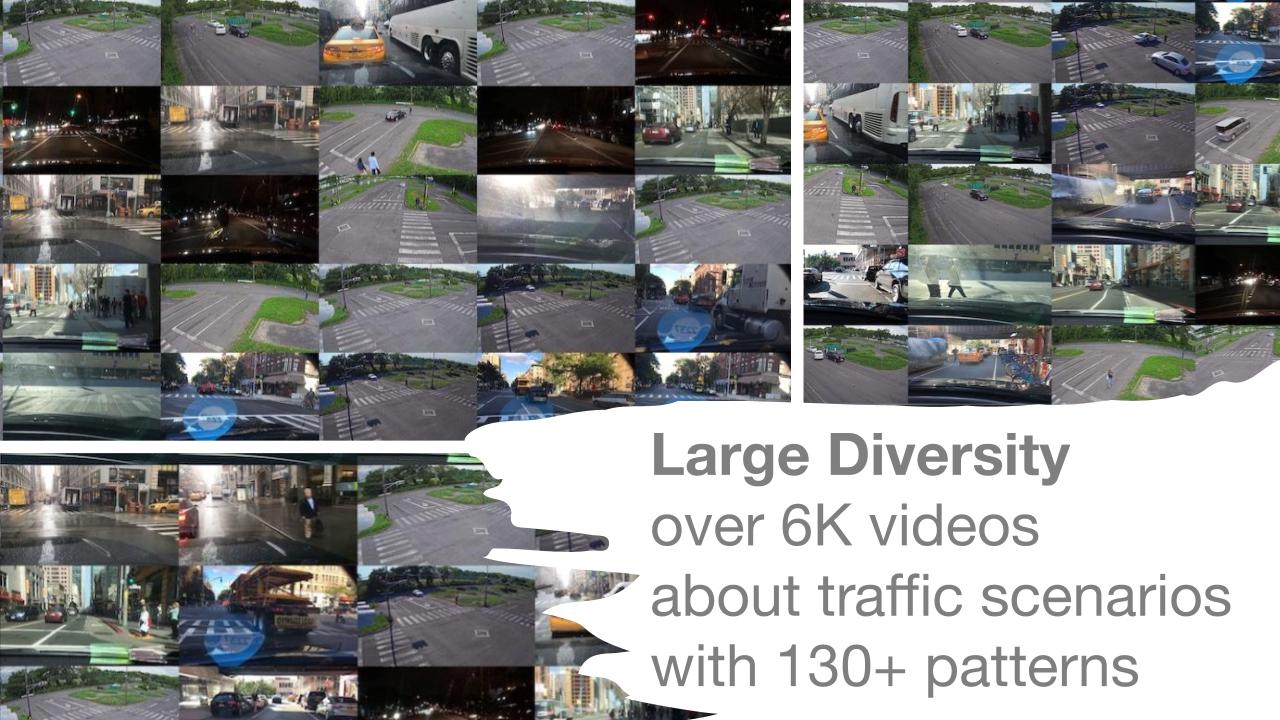 Large Diversity
over 6K videos
about traffic scenarios
with 130+ patterns